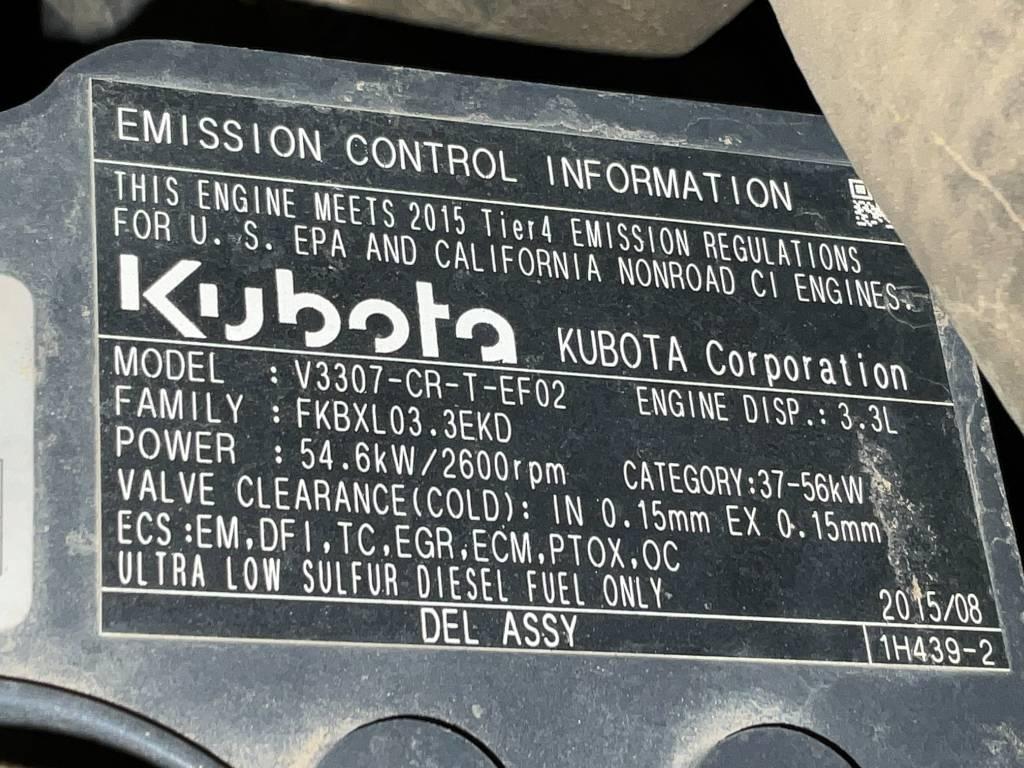 EMISSION CONTROL INFORMATION
THIS ENGINE MEETS 2015 Tier4 EMISSION REGULATIONS
FOR U. S. EPA AND CALIFORNIA NONROAD CI ENGINES.
Kubota KUBOTA Corporation
MODEL : V3307-CR-T-EF02 ENGINE DISP.: 3.3L
FAMILY : FKBXL03.3EKD
POWER : 54.6kW/2600rpm CATEGORY:37-56kW
VALVE CLEARANCE(COLD): IN 0.15mm EX 0.15mm
ECS :EM,DFI,TC,EGR,ECM,PTOX,OC
ULTRA LOW SULFUR DIESEL FUEL ONLY
2015/08
DEL ASSY 1H439-2